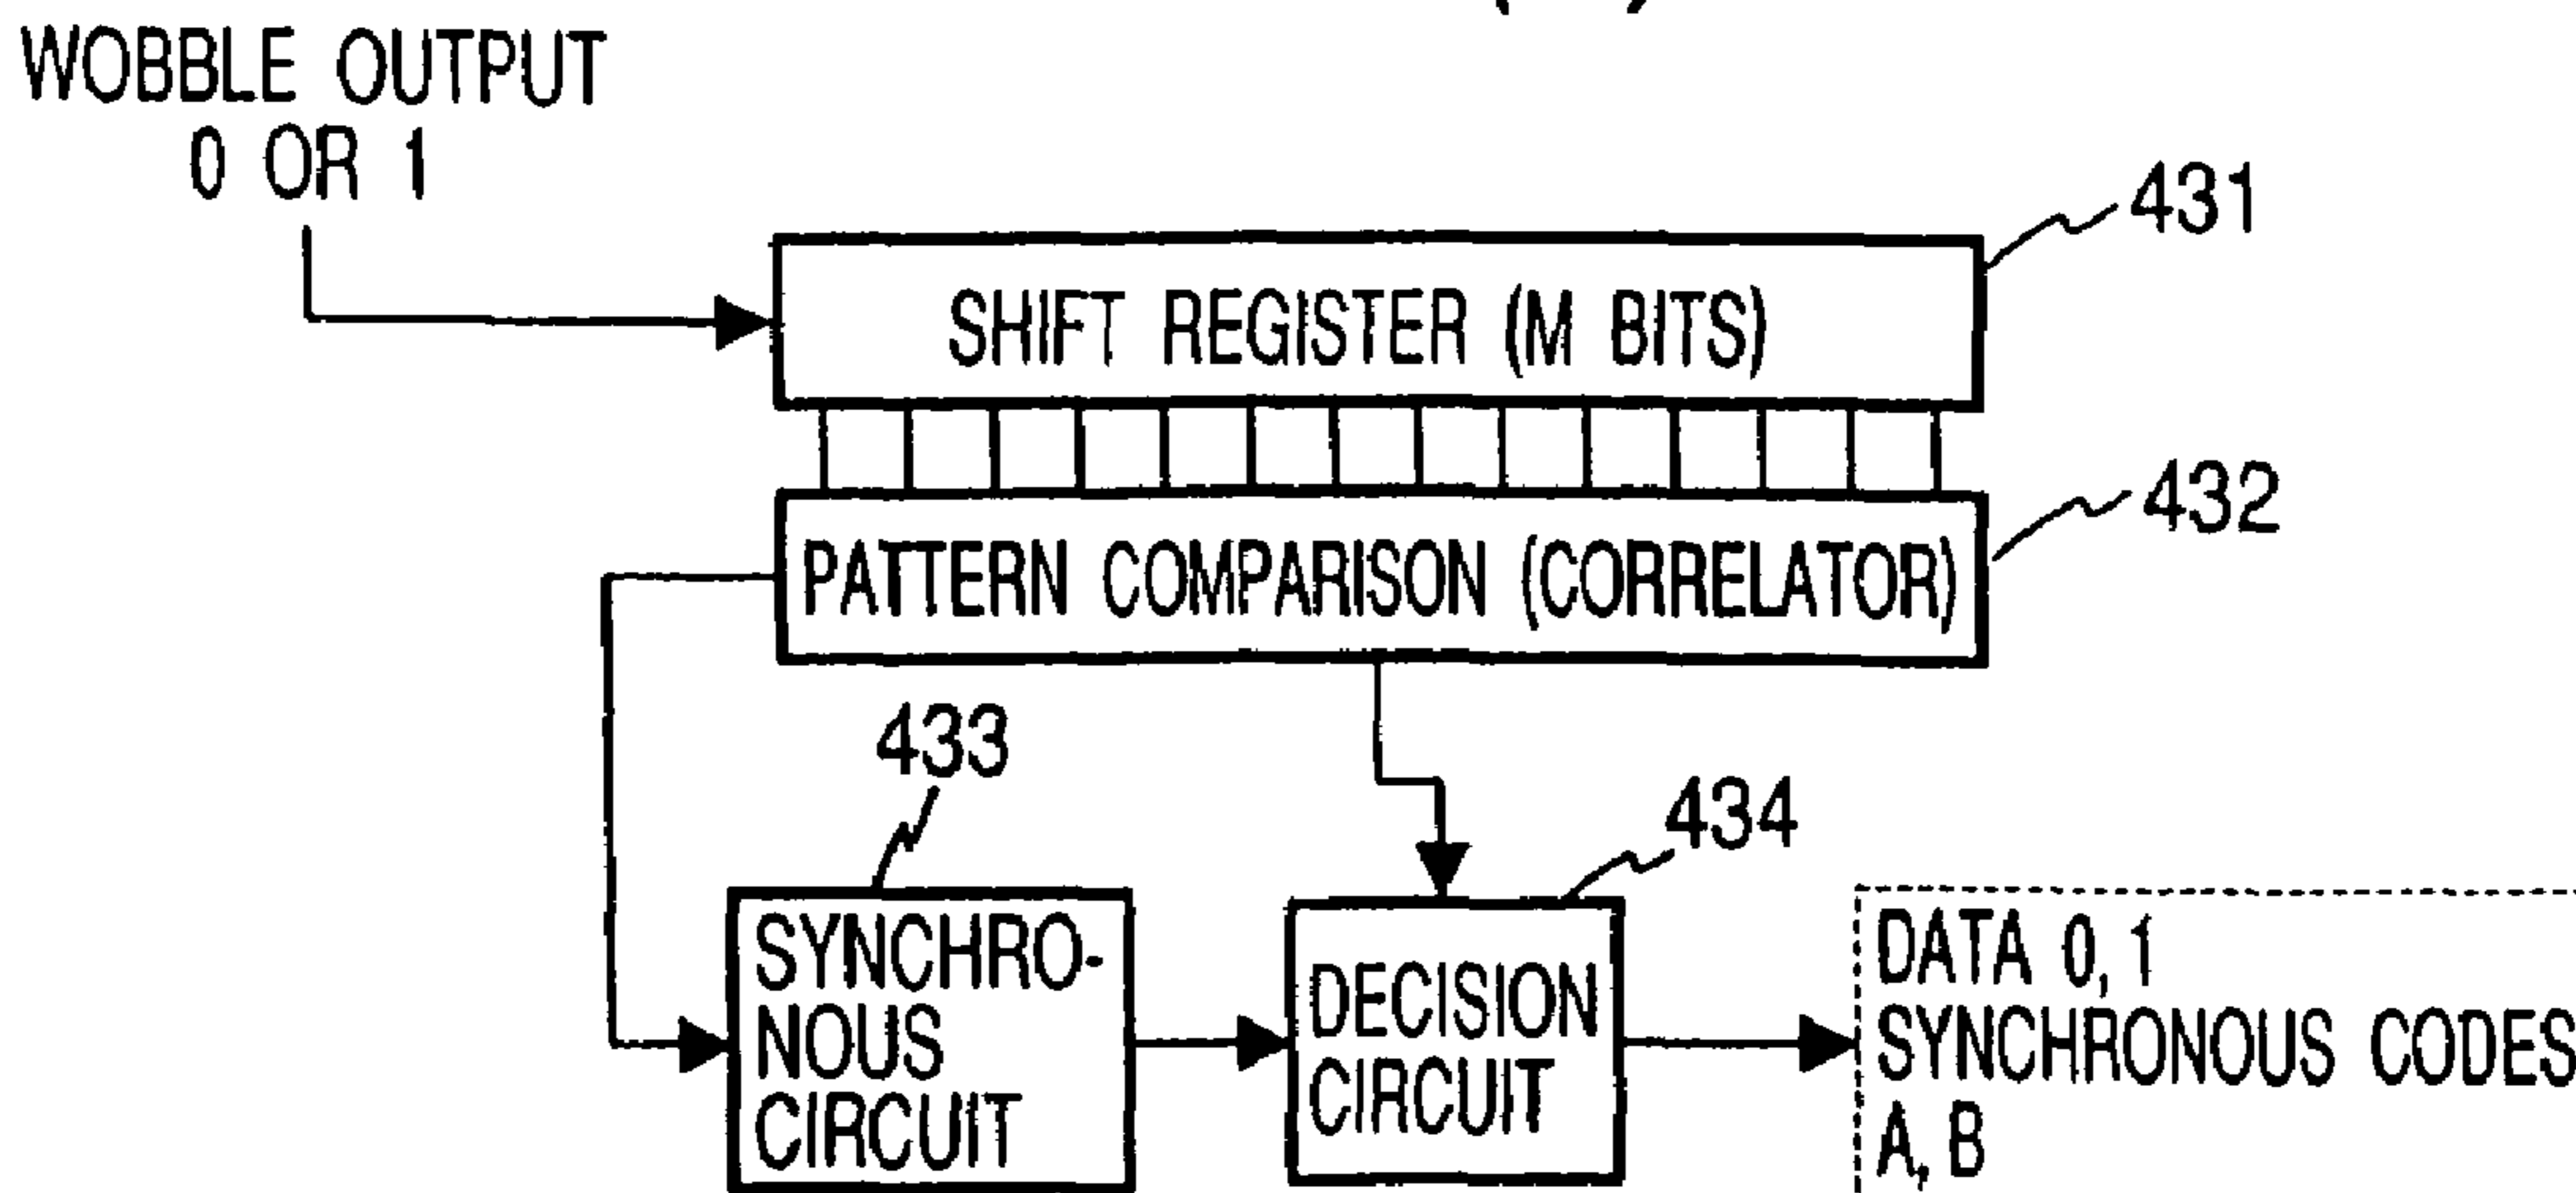 WOBBLE OUTPUT
0 OR 1
431
SHIFT REGISTER (M BITS)
432
PATTERN COMPARISON (CORRELATOR)
433
434
SYNCHRO-
NOUS
CIRCUIT
DECISION
CIRCUIT
DATA 0, 1
SYNCHRONOUS CODES
A, B